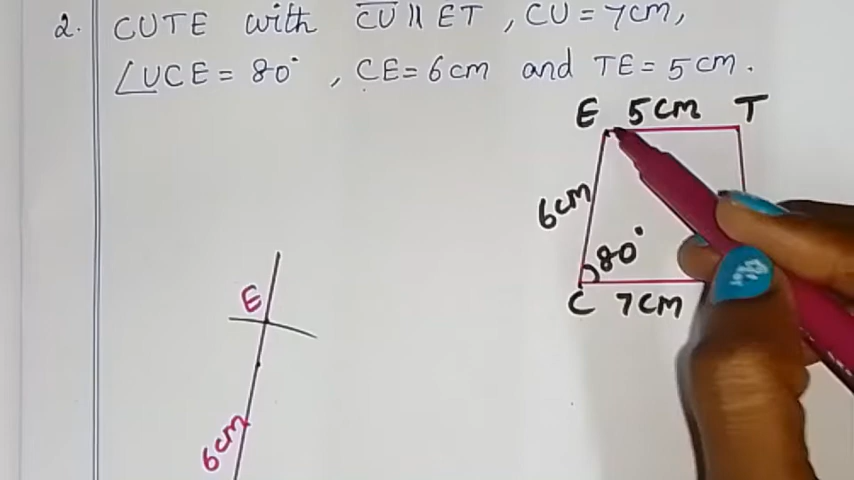 2. CUTE with CU || ET , CU = 7cm,
∠UCE = 80° , CE = 6cm and TE = 5cm.
E 5cm T
6cm
80°
C 7cm
E
6cm